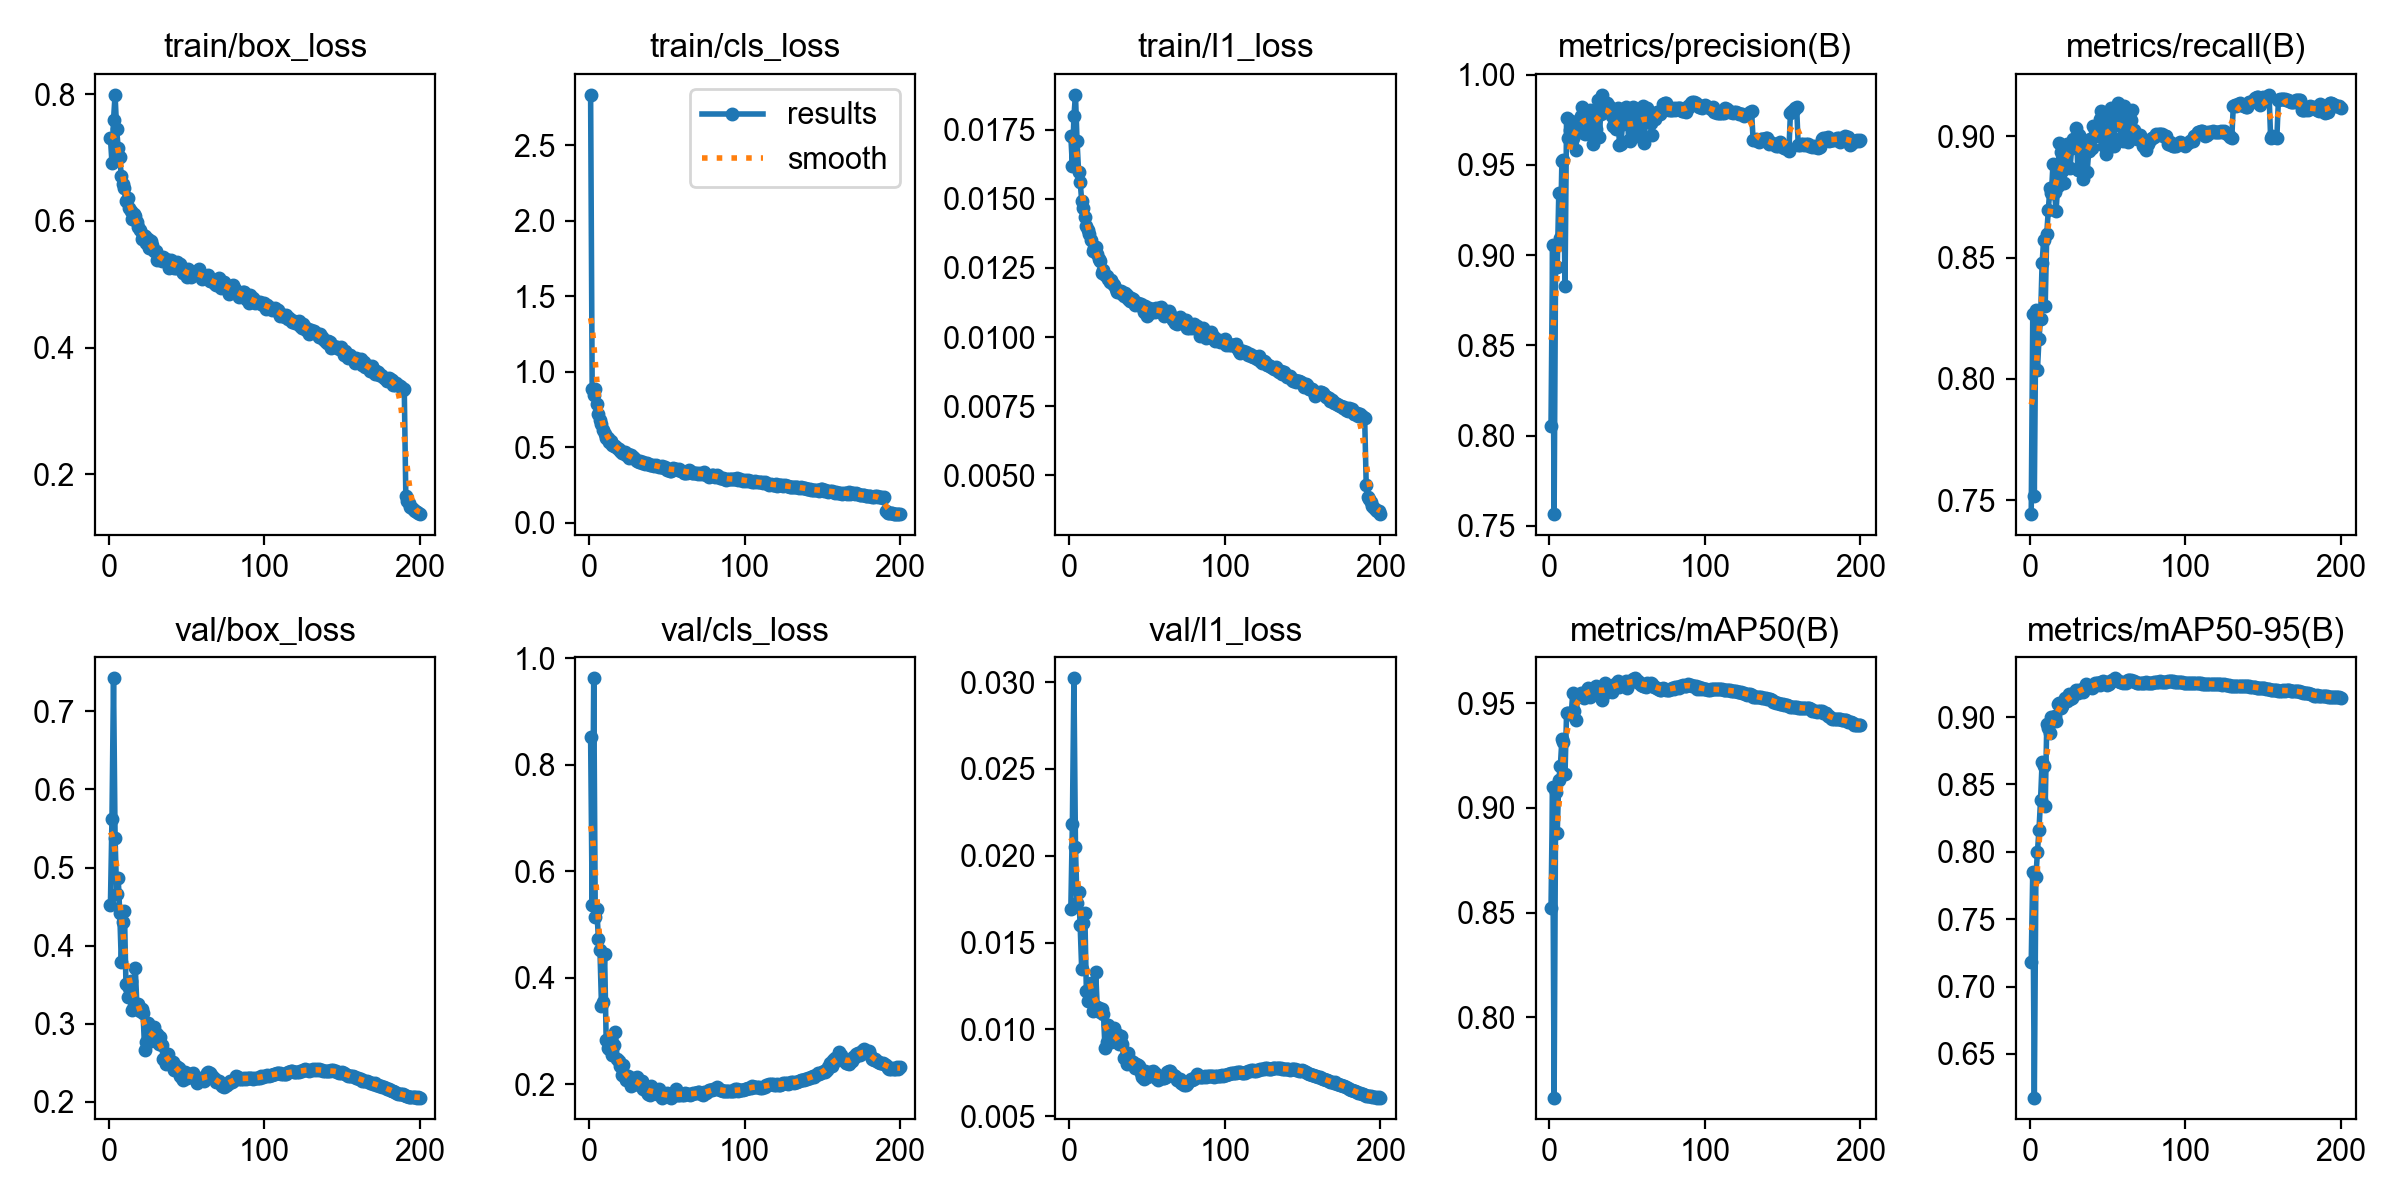 train/box_loss
0.8
0.6
0.4
0.2
0 100 200
train/cls_loss
results
smooth
2.5
2.0
1.5
1.0
0.5
0.0
0 100 200
train/l1_loss
0.0175
0.0150
0.0125
0.0100
0.0075
0.0050
0 100 200
metrics/precision(B)
1.00
0.95
0.90
0.85
0.80
0.75
0 100 200
metrics/recall(B)
0.90
0.85
0.80
0.75
0 100 200
val/box_loss
0.7
0.6
0.5
0.4
0.3
0.2
0 100 200
val/cls_loss
1.0
0.8
0.6
0.4
0.2
0 100 200
val/l1_loss
0.030
0.025
0.020
0.015
0.010
0.005
0 100 200
metrics/mAP50(B)
0.95
0.90
0.85
0.80
0 100 200
metrics/mAP50-95(B)
0.90
0.85
0.80
0.75
0.70
0.65
0 100 200